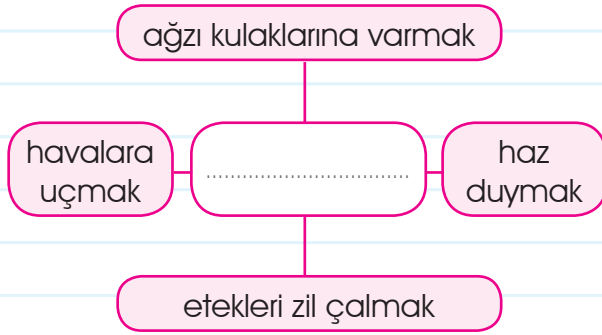 ağzı kulaklarına varmak
havalara
uçmak
..................................
haz
duymak
etekleri zil çalmak